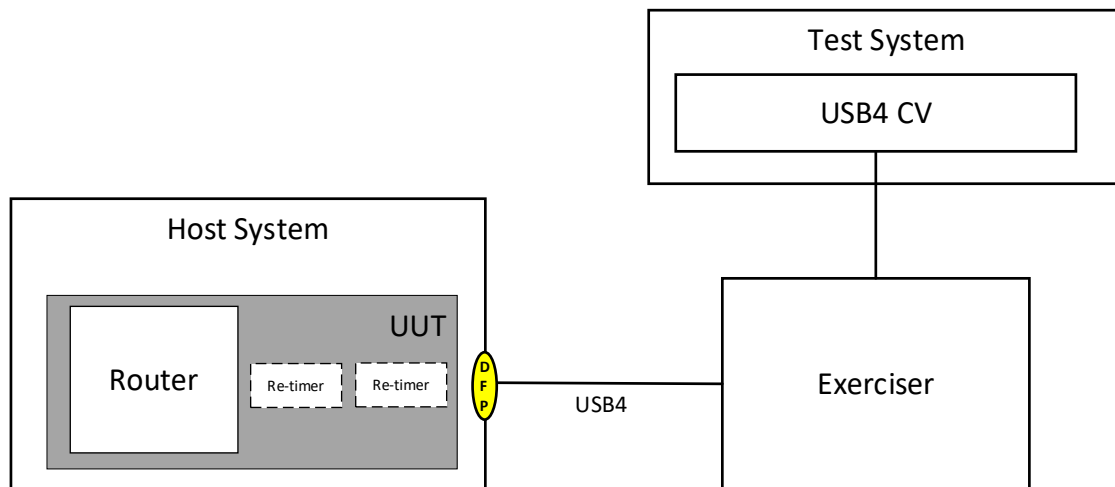 Test System
USB4 CV
Host System
UUT
Router
Re-timer
Re-timer
D
F
P
USB4
Exerciser